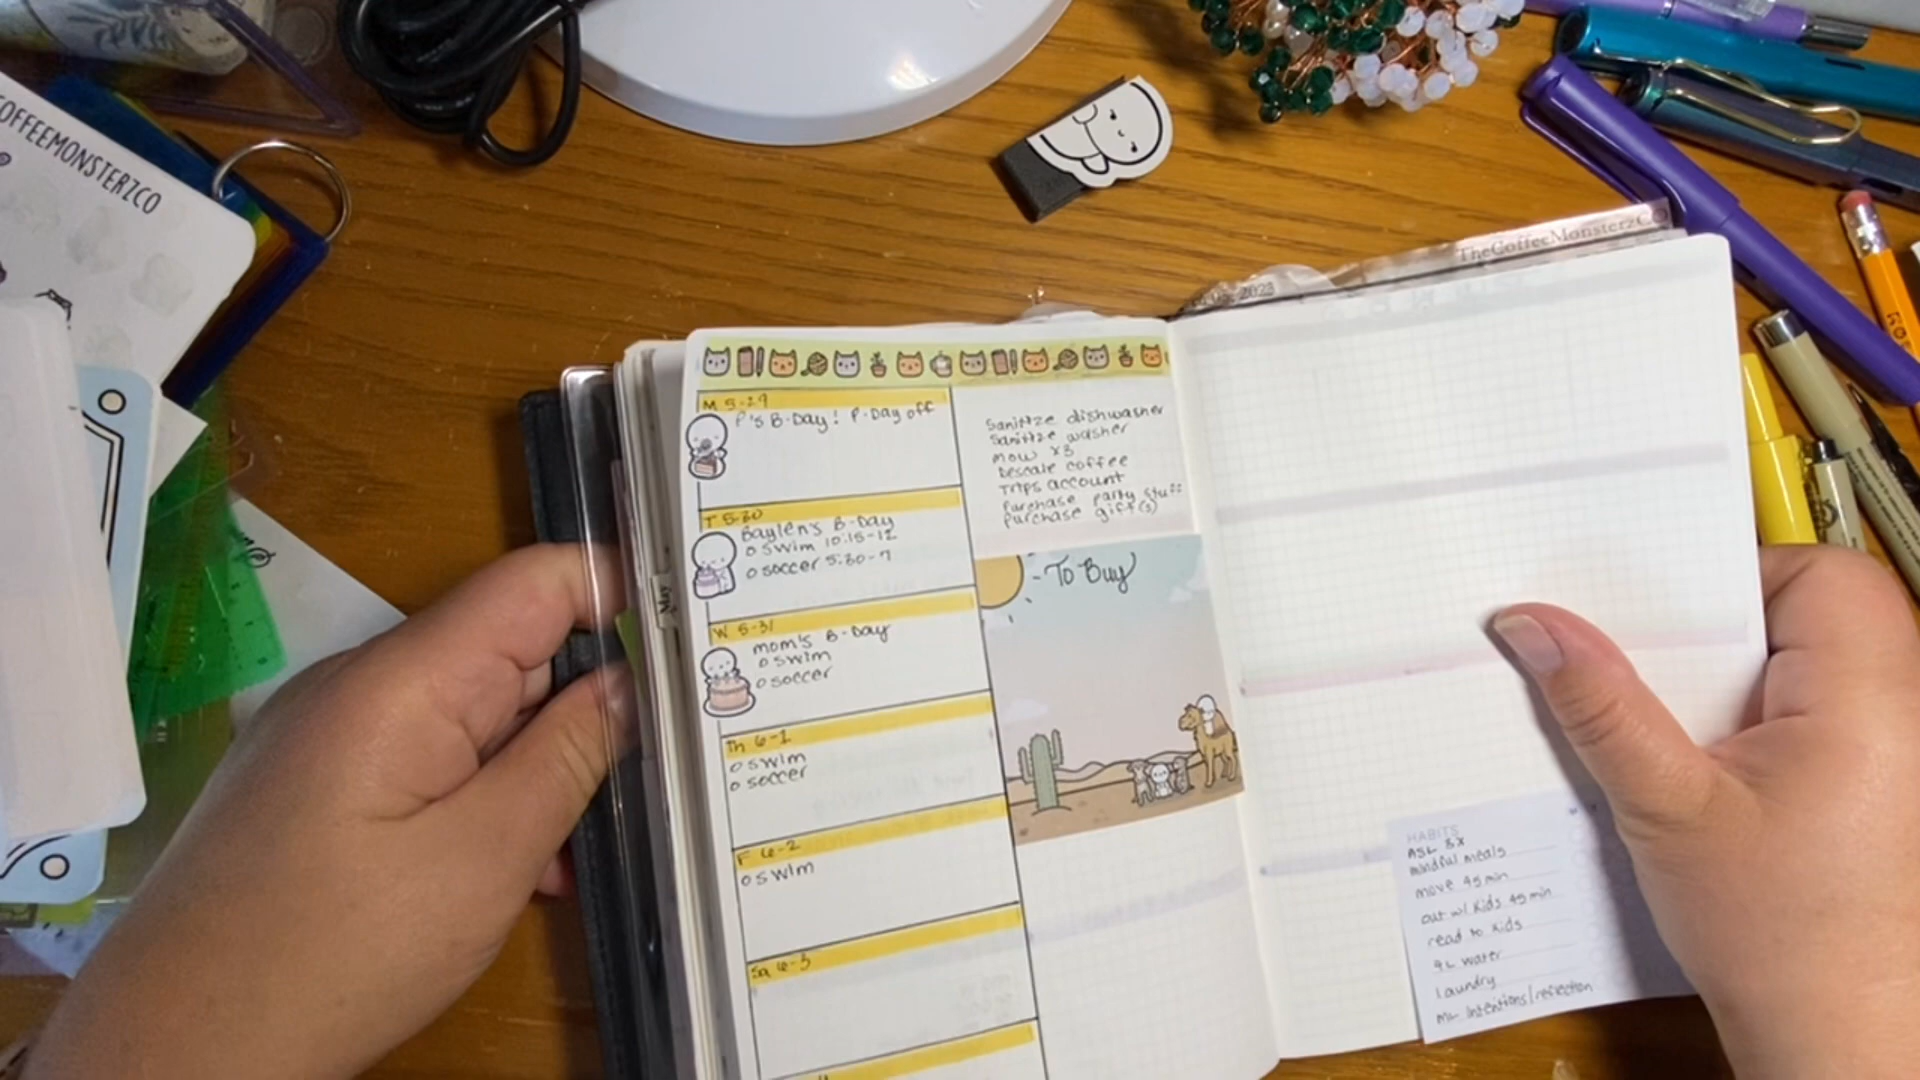 COFFEEMONSTERZCO
TheCoffeeMonsterzCO
2023
May
M 5-29
P's B-Day! P-Day off
T 5-30
Baylen's B-Day
o swim 10:15-12
o soccer 5:30-7
W 5-31
mom's B-Day
o swim
o soccer
Th 6-1
o swim
o soccer
F 6-2
o swim
Sa 6-3
Sanitize dishwasher
Sanitize washer
mow x3
Descale coffee
Trips account
Purchase party stuff
purchase gift(s)
To Buy
HABITS
ASL 3x
mindful meals
move 45 min
out w/ Kids 45 min
read to Kids
4L water
laundry
Intentions/reflection